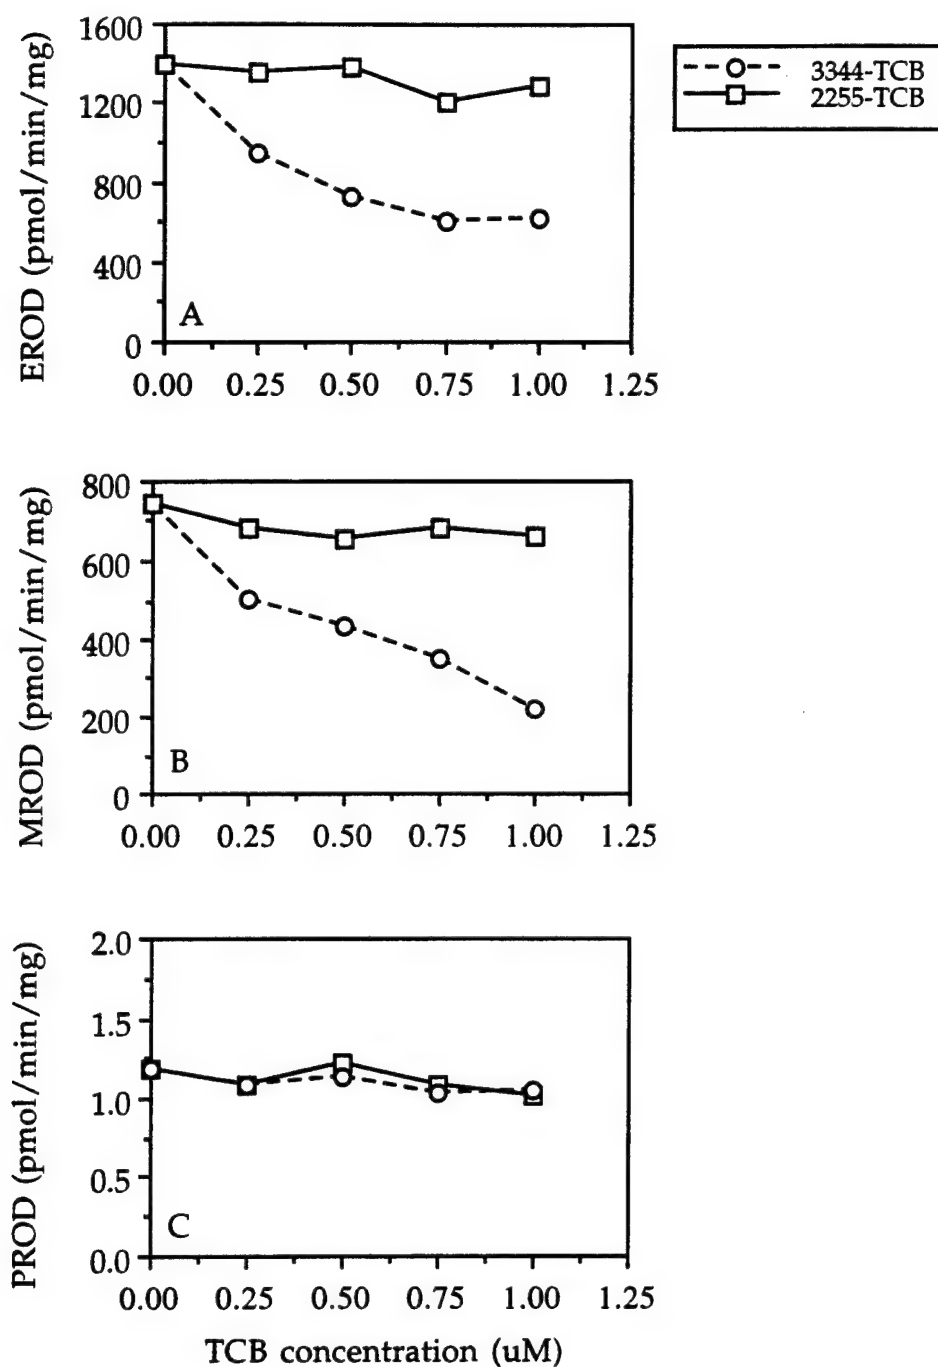 EROD (pmol/min/mg)
1600
1200
800
400
0
A
0.00 0.25 0.50 0.75 1.00 1.25
3344-TCB
2255-TCB
MROD (pmol/min/mg)
800
600
400
200
0
B
0.00 0.25 0.50 0.75 1.00 1.25
PROD (pmol/min/mg)
2.0
1.5
1.0
0.5
0.0
C
0.00 0.25 0.50 0.75 1.00 1.25
TCB concentration (uM)